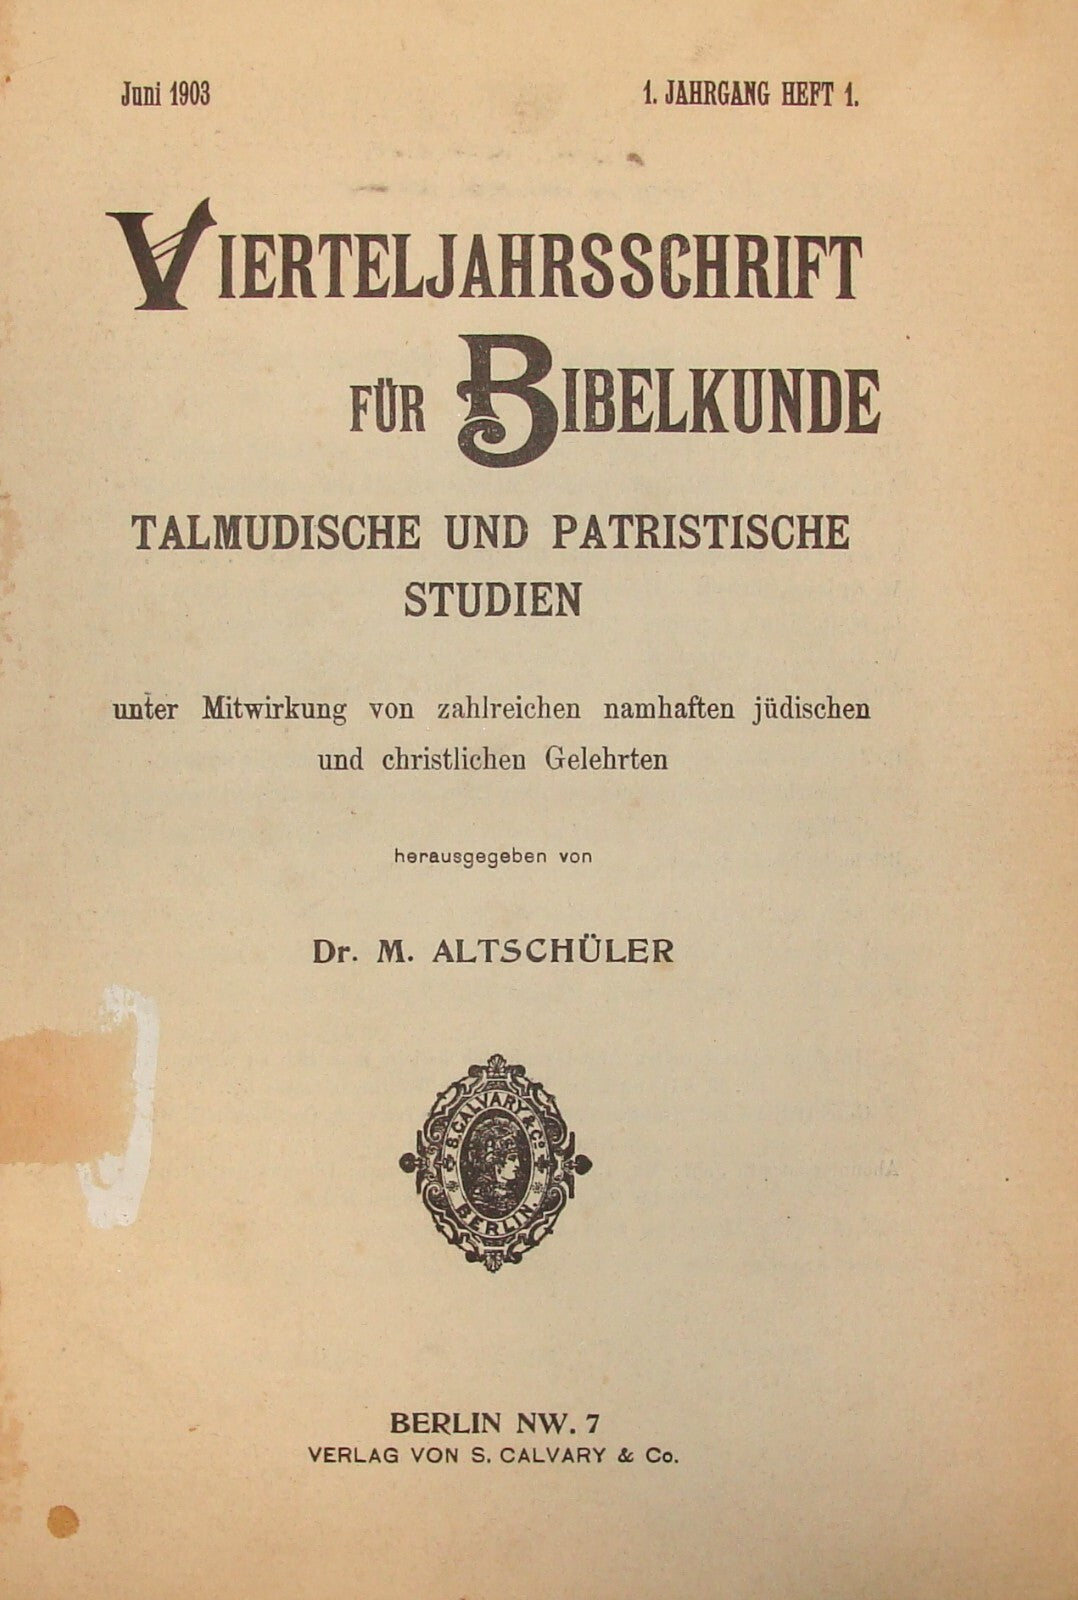 Juni 1903
1. JAHRGANG HEFT 1.
VIERTELJAHRSSCHRIFT
FÜR BIBELKUNDE
TALMUDISCHE UND PATRISTISCHE
STUDIEN
unter Mitwirkung von zahlreichen namhaften jüdischen
und christlichen Gelehrten
herausgegeben von
Dr. M. ALTSCHÜLER
S. CALVARY & Co.
BERLIN.
BERLIN NW. 7
VERLAG VON S. CALVARY & Co.